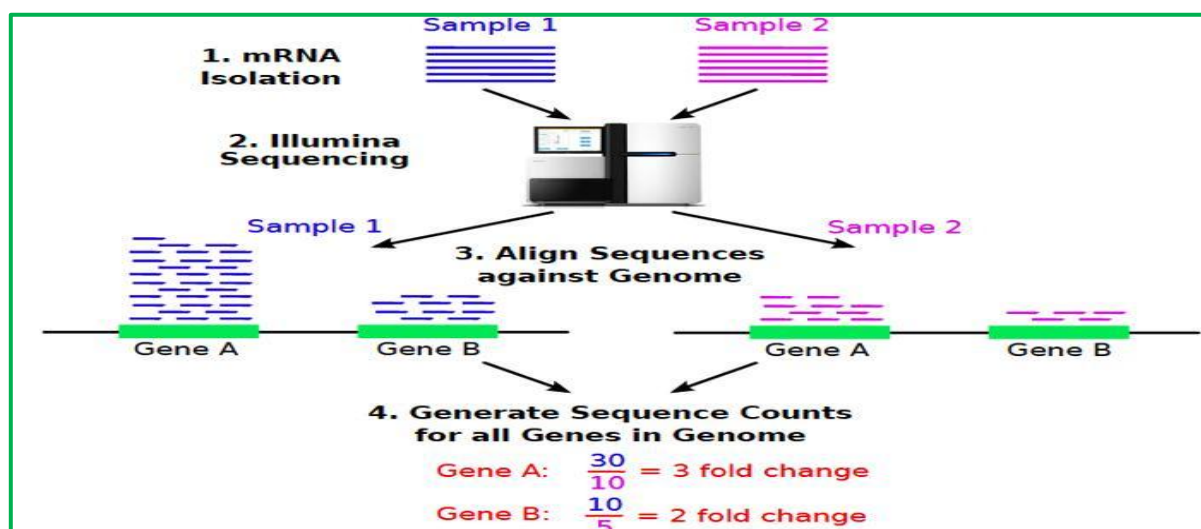 Sample 1
Sample 2
1. mRNA
Isolation
2. Illumina
Sequencing
Sample 1
Sample 2
3. Align Sequences
against Genome
Gene A
Gene B
Gene A
Gene B
4. Generate Sequence Counts
for all Genes in Genome
Gene A: 30/10 = 3 fold change
Gene B: 10/5 = 2 fold change